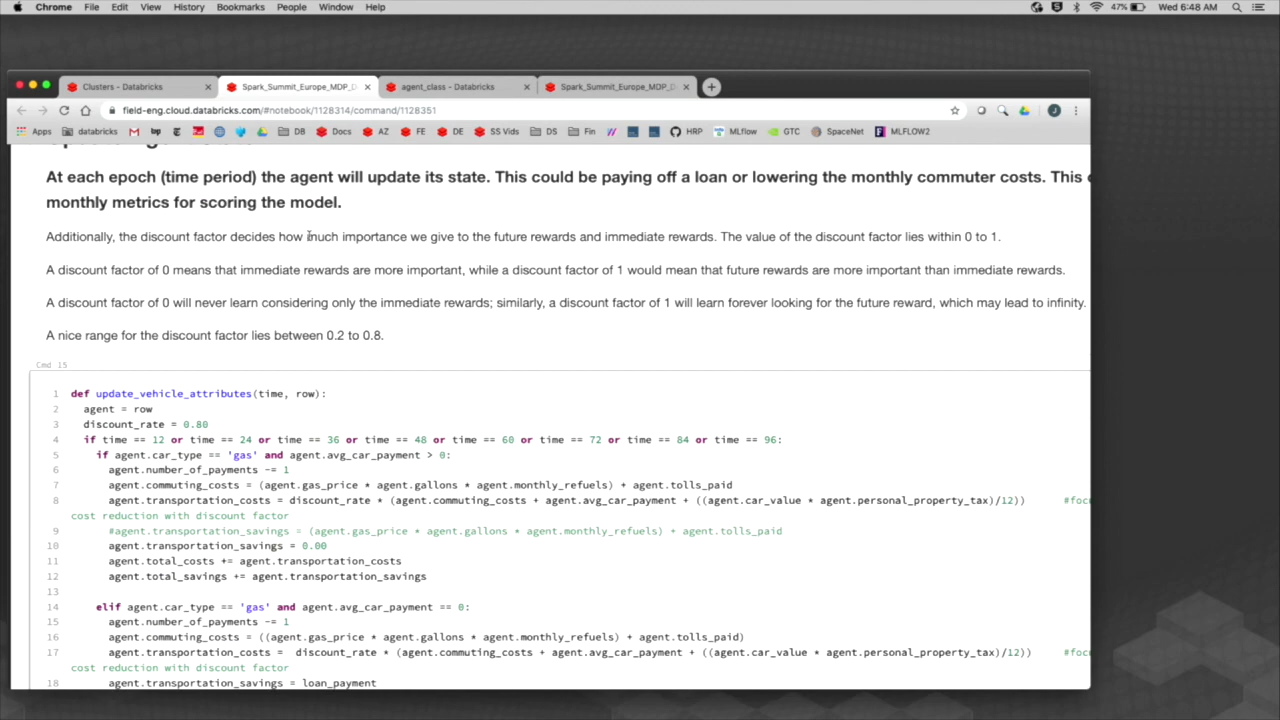 Chrome File Edit View History Bookmarks People Window Help 47% Wed 6:48 AM
Clusters - Databricks Spark_Summit_Europe_MDP_D agent_class - Databricks Spark_Summit_Europe_MDP_D
field-eng.cloud.databricks.com/#notebook/1128314/command/1128351
Apps databricks DB Docs AZ FE DE SS Vids DS Fin HRP MLflow GTC SpaceNet MLFLOW2
At each epoch (time period) the agent will update its state. This could be paying off a loan or lowering the monthly commuter costs. This
monthly metrics for scoring the model.
Additionally, the discount factor decides how much importance we give to the future rewards and immediate rewards. The value of the discount factor lies within 0 to 1.
A discount factor of 0 means that immediate rewards are more important, while a discount factor of 1 would mean that future rewards are more important than immediate rewards.
A discount factor of 0 will never learn considering only the immediate rewards; similarly, a discount factor of 1 will learn forever looking for the future reward, which may lead to infinity.
A nice range for the discount factor lies between 0.2 to 0.8.
Cmd 15
1 def update_vehicle_attributes(time, row):
2 agent = row
3 discount_rate = 0.80
4 if time == 12 or time == 24 or time == 36 or time == 48 or time == 60 or time == 72 or time == 84 or time == 96:
5 if agent.car_type == 'gas' and agent.avg_car_payment > 0:
6 agent.number_of_payments -= 1
7 agent.commuting_costs = (agent.gas_price * agent.gallons * agent.monthly_refuels) + agent.tolls_paid
8 agent.transportation_costs = discount_rate * (agent.commuting_costs + agent.avg_car_payment + ((agent.car_value * agent.personal_property_tax)/12)) #foc
cost reduction with discount factor
9 #agent.transportation_savings = (agent.gas_price * agent.gallons * agent.monthly_refuels) + agent.tolls_paid
10 agent.transportation_savings = 0.00
11 agent.total_costs += agent.transportation_costs
12 agent.total_savings += agent.transportation_savings
13
14 elif agent.car_type == 'gas' and agent.avg_car_payment == 0:
15 agent.number_of_payments -= 1
16 agent.commuting_costs = ((agent.gas_price * agent.gallons * agent.monthly_refuels) + agent.tolls_paid)
17 agent.transportation_costs = discount_rate * (agent.commuting_costs + agent.avg_car_payment + ((agent.car_value * agent.personal_property_tax)/12)) #foc
cost reduction with discount factor
18 agent.transportation_savings = loan_payment